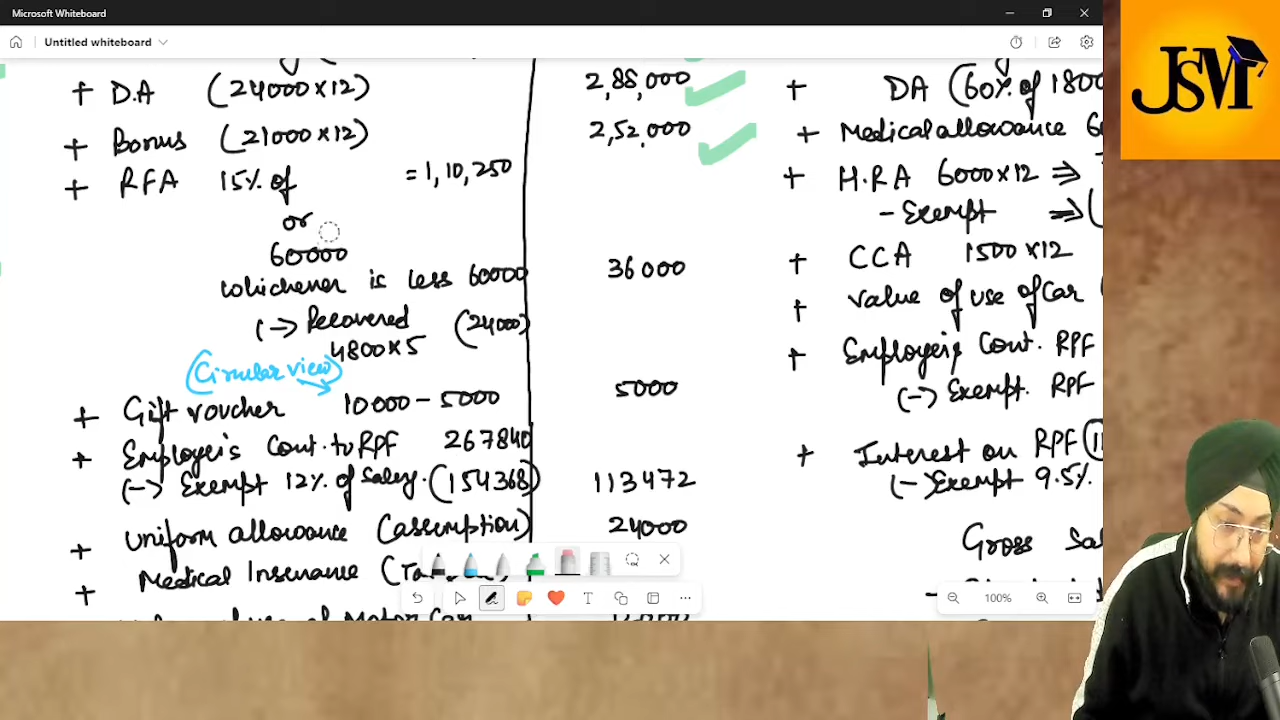 Microsoft Whiteboard
Untitled whiteboard
+ D.A (24000×12) 2,88,000
+ Bonus (21000×12) 2,52,000
+ RFA 15% of = 1,10,250
or
60000
whichever is less 60000 36000
(-) Recovered (24000)
4800×5
(Circular view)
+ Gift voucher 10000 - 5000 5000
+ Employer's Cont. to RPF 267840
(-) Exempt 12% of Salary. (154368) 113472
+ Uniform allowance (assumption) 24000
+ Medical Insurance
+ DA (60% of 1800
+ Medical allowance
+ H.R.A 6000×12 ⇒
- Exempt ⇒ (
+ CCA 1500×12
+ Value of use of Car
+ Employer's Cont. RPF
(-) Exempt. RPF
+ Interest on RPF
(-) Exempt 9.5%.
Gross
100%
JSM